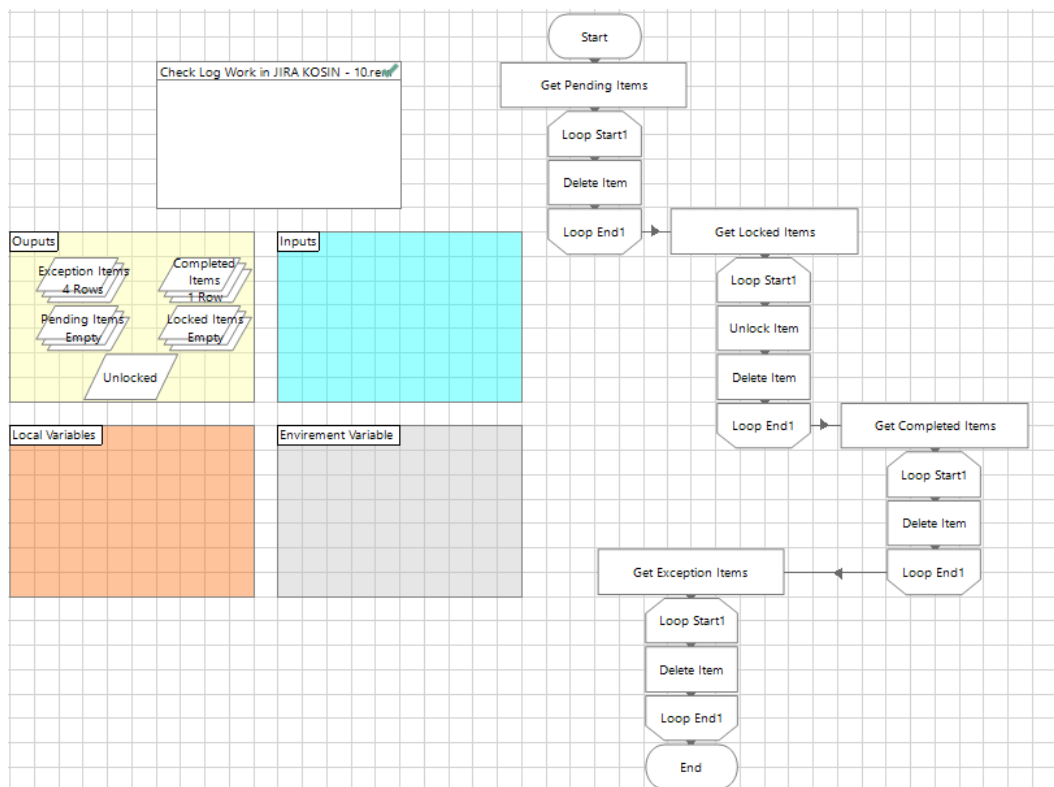 Start
Check Log Work in JIRA KOSIN - 10.rem
Get Pending Items
Loop Start1
Delete Item
Loop End1
Get Locked Items
Ouputs
Exception Items
4 Rows
Completed
Items
1 Row
Pending Items
Empty
Locked Items
Empty
Unlocked
Inputs
Loop Start1
Unlock Item
Delete Item
Loop End1
Get Completed Items
Local Variables
Envirement Variable
Loop Start1
Delete Item
Loop End1
Get Exception Items
Loop Start1
Delete Item
Loop End1
End